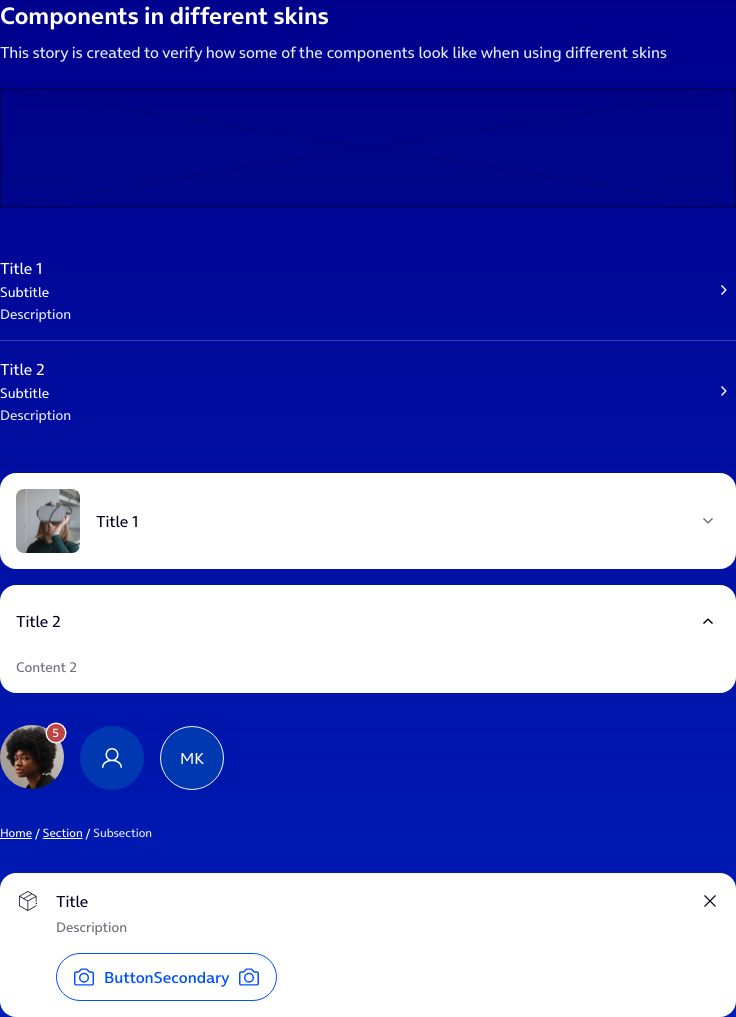 Components in different skins
This story is created to verify how some of the components look like when using different skins
Title 1
Subtitle
Description
Title 2
Subtitle
Description
Title 1
Title 2
Content 2
5
MK
Home / Section / Subsection
Title
Description
ButtonSecondary